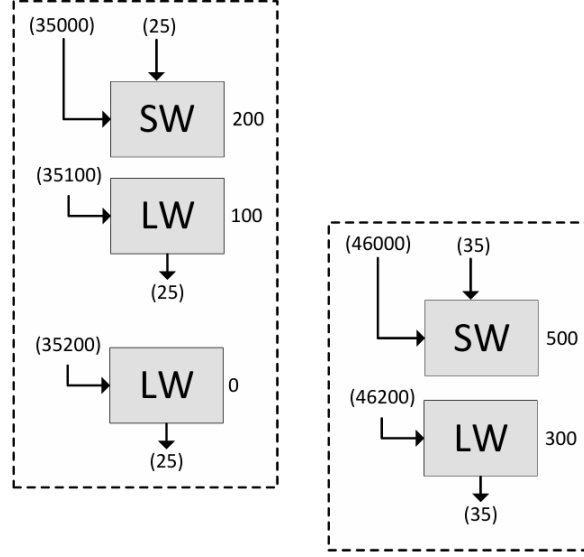 (35000) (25)
SW 200
(35100)
LW 100
(25)
(35200)
LW 0
(25)
(46000) (35)
SW 500
(46200)
LW 300
(35)